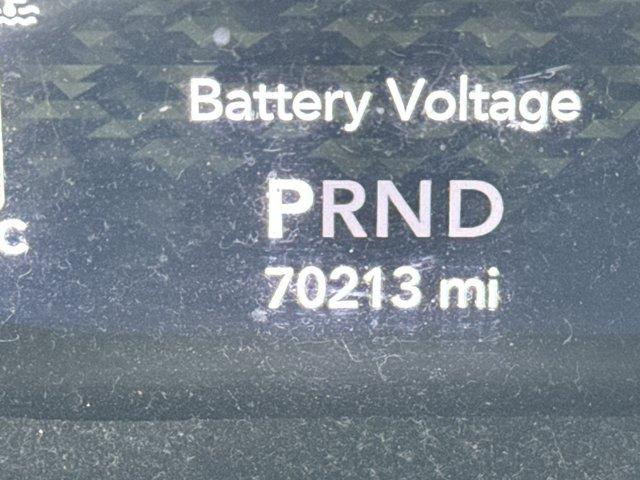 Battery Voltage
PRND
C
70213 mi